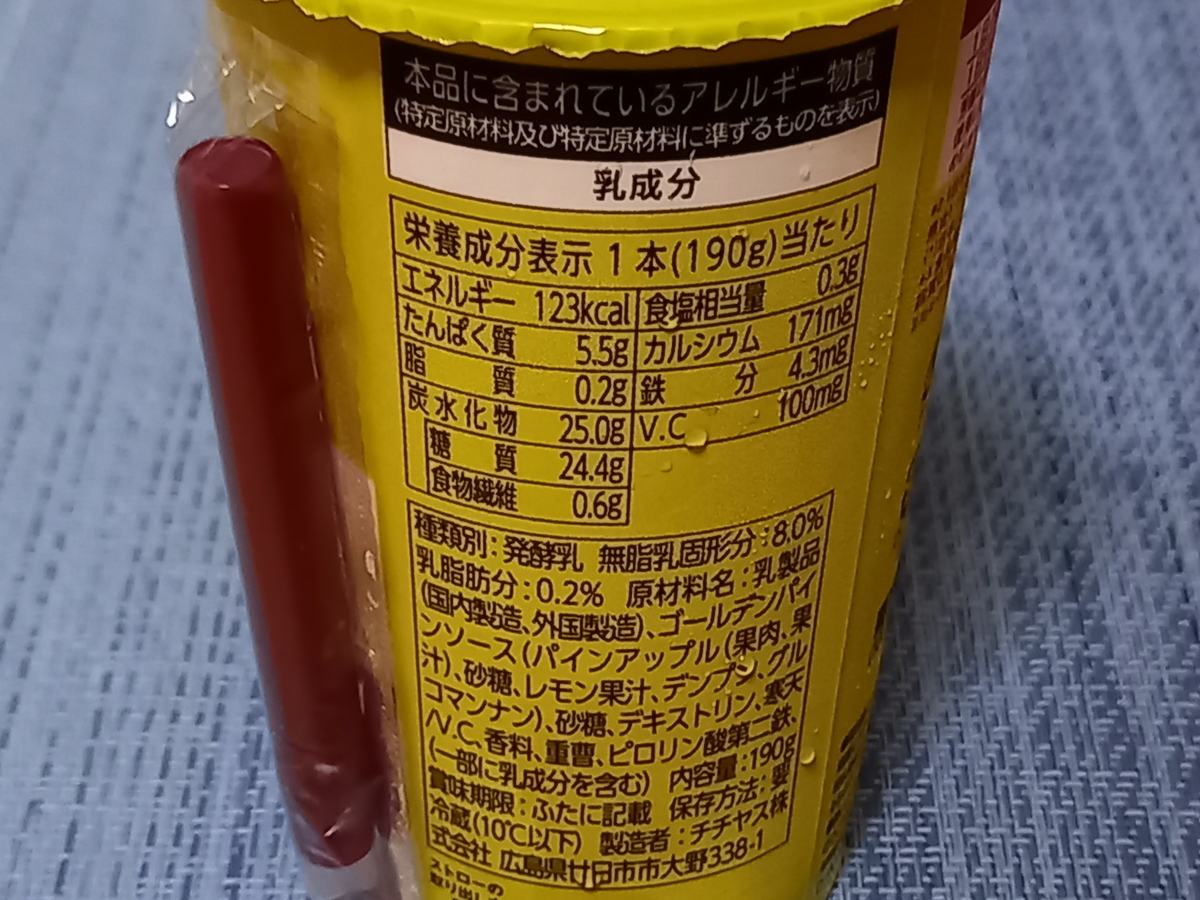 本品に含まれているアレルギー物質
(特定原材料及び特定原材料に準ずるものを表示)
乳成分
栄養成分表示 1本(190g)当たり
エネルギー 123kcal 食塩相当量 0.3g
たんぱく質 5.5g カルシウム 171mg
脂質 0.2g 鉄分 4.3mg
炭水化物 25.0g V.C 100mg
糖質 24.4g
食物繊維 0.6g
種類別:発酵乳 無脂乳固形分:8.0%
乳脂肪分:0.2% 原材料名:乳製品
(国内製造、外国製造)、ゴールデンパイ
ンソース(パインアップル(果肉、果
汁)、砂糖、レモン果汁、デンプン、グル
コマンナン)、砂糖、デキストリン、寒天
/V.C、香料、重曹、ピロリン酸第二鉄、
(一部に乳成分を含む) 内容量:190g
賞味期限:ふたに記載 保存方法:要
冷蔵(10℃以下) 製造者:チチヤス株
式会社 広島県廿日市市大野338-1
ストローの
取り出し